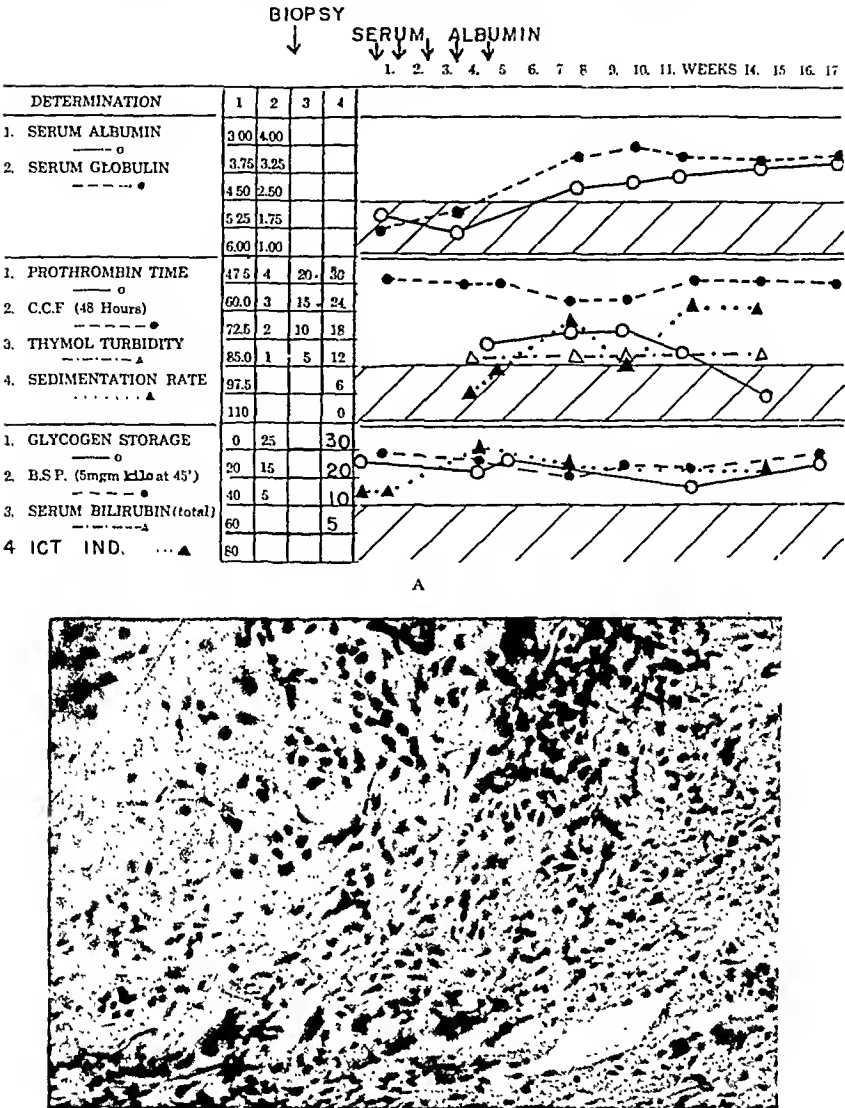 BIOPSY
SERUM ALBUMIN
1. 2. 3. 4. 5 6. 7 8 9. 10. 11. WEEKS 14. 15 16. 17
DETERMINATION 1 2 3 4
1. SERUM ALBUMIN 3 00 4.00
2. SERUM GLOBULIN 3.75 3.25
4 50 2.50
5 25 1.75
6.00 1.00
1. PROTHROMBIN TIME 47 5 4 20 30
2. C.C.F (48 Hours) 60.0 3 15 24
72.5 2 10 18
3. THYMOL TURBIDITY 85.0 1 5 12
4. SEDIMENTATION RATE 97.5 6
110 0
1. GLYCOGEN STORAGE 0 25 30
2. B.S P. (5mgm kilo at 45') 20 15 20
40 5 10
3. SERUM BILIRUBIN (total) 60 5
4 ICT IND. 80
A